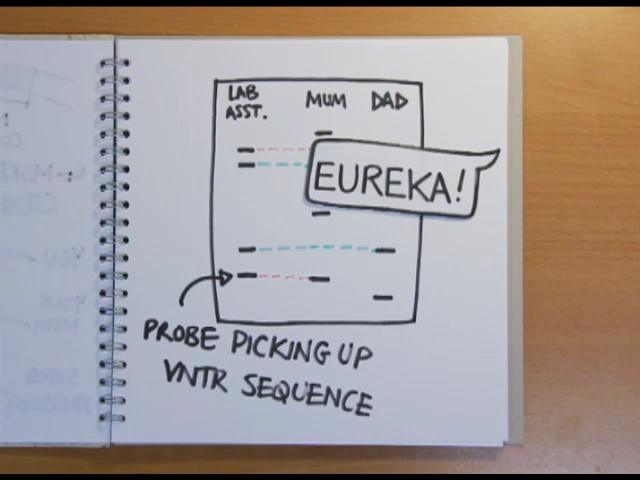 LAB
ASST.
MUM
DAD
EUREKA!
PROBE PICKING UP
VNTR SEQUENCE